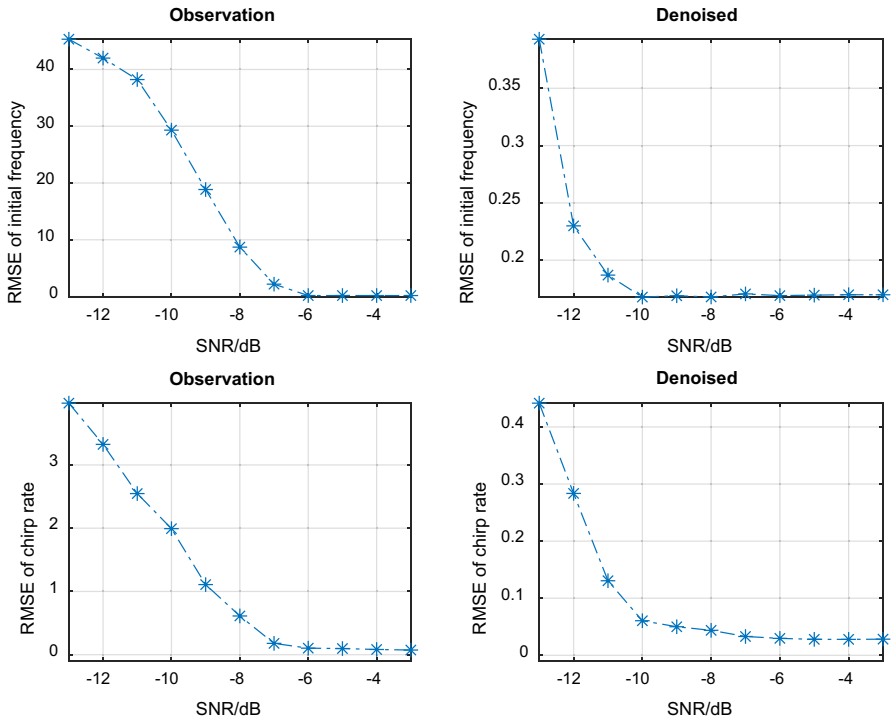 Observation
RMSE of initial frequency
40
30
20
10
0
-12 -10 -8 -6 -4
SNR/dB
Denoised
RMSE of initial frequency
0.35
0.3
0.25
0.2
-12 -10 -8 -6 -4
SNR/dB
Observation
RMSE of chirp rate
3
2
1
0
-12 -10 -8 -6 -4
SNR/dB
Denoised
RMSE of chirp rate
0.4
0.3
0.2
0.1
0
-12 -10 -8 -6 -4
SNR/dB